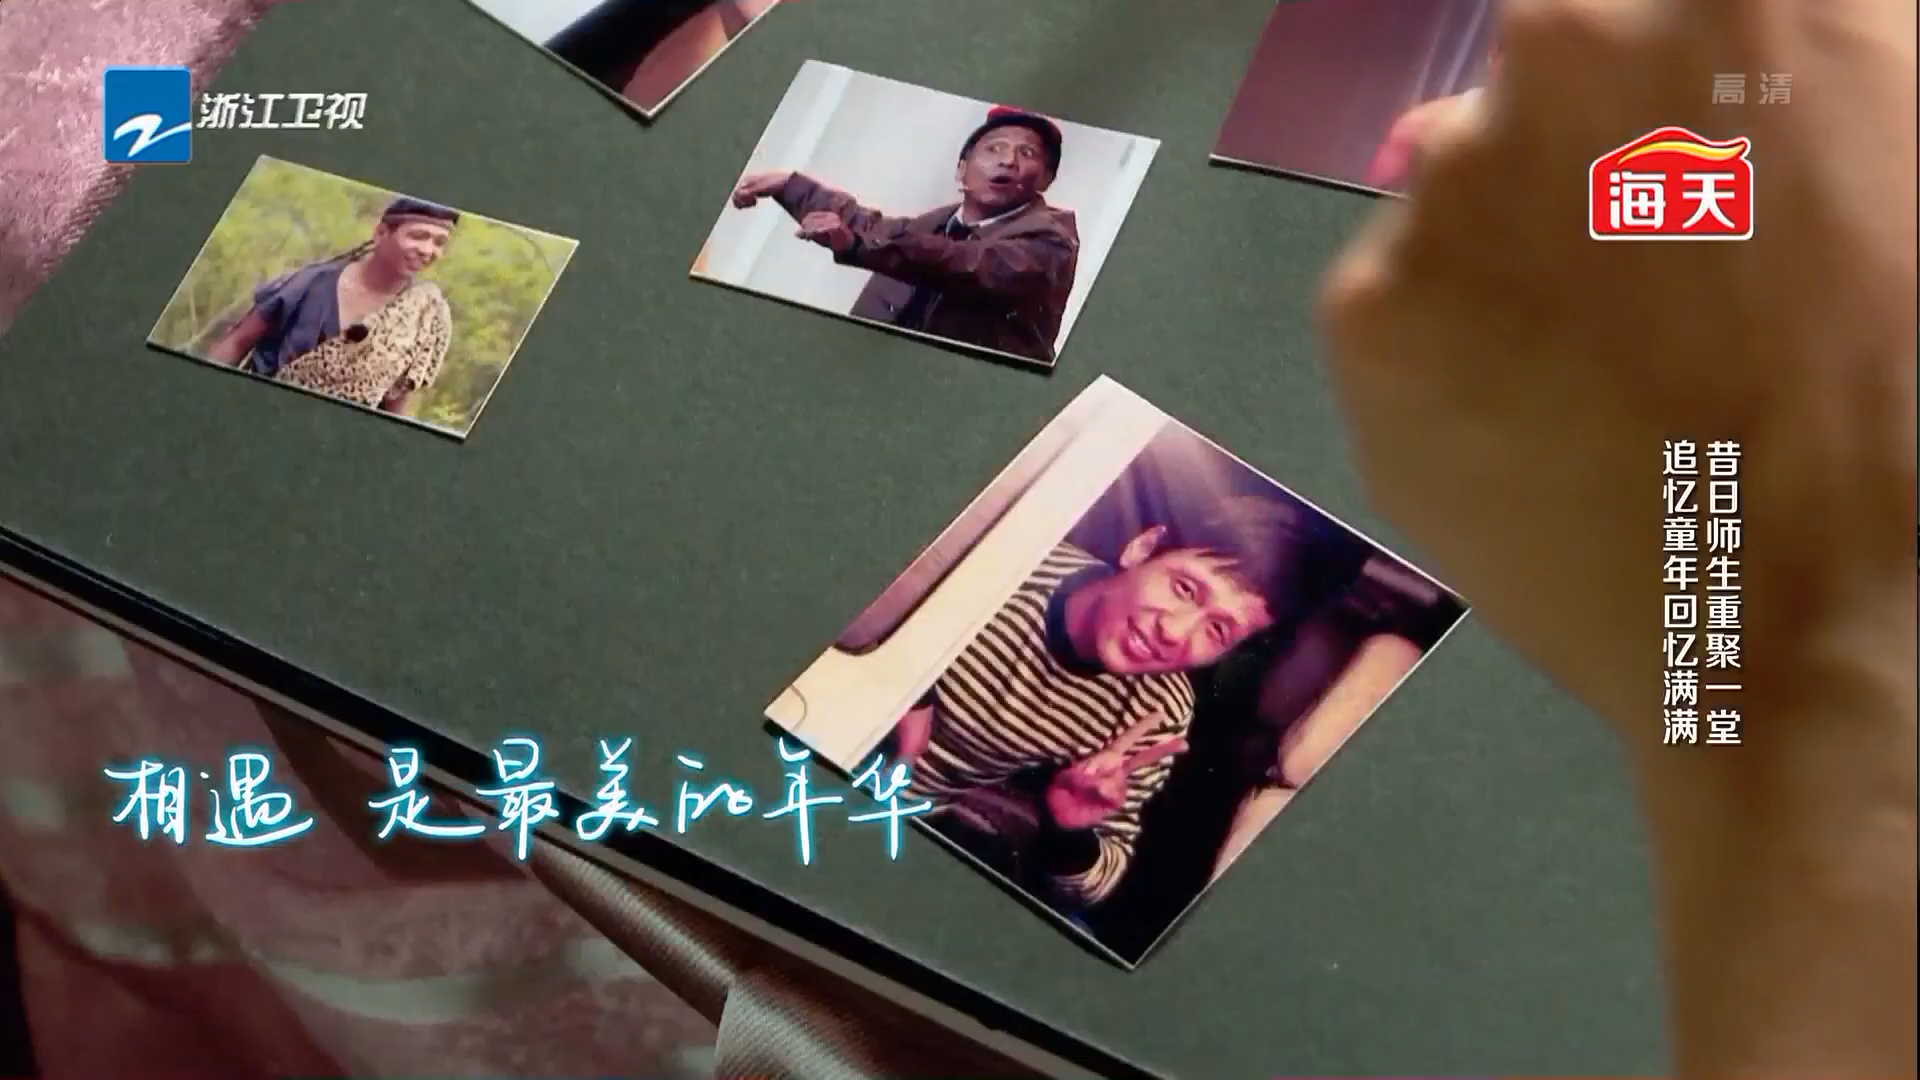 浙江卫视
高清
海天
昔日师生重聚一堂
追忆童年回忆满满
相遇 是最美的年华